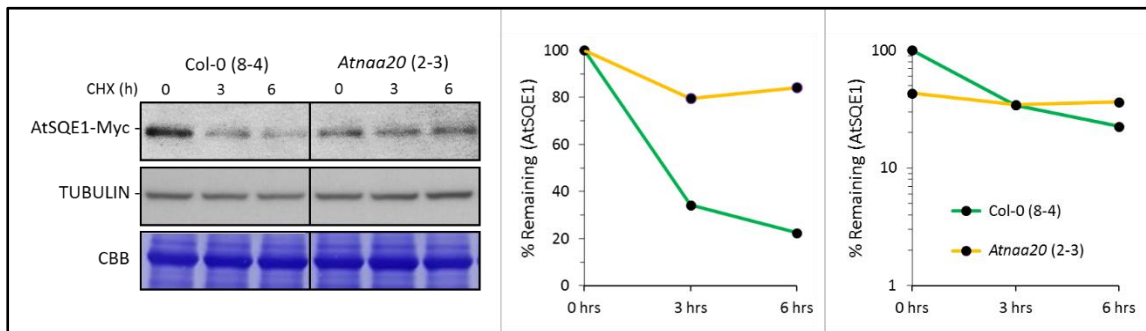 Col-0 (8-4) Atnaa20 (2-3)
CHX (h) 0 3 6 0 3 6
AtSQE1-Myc -
TUBULIN -
CBB
% Remaining (AtSQE1)
100
80
60
40
20
0
0 hrs 3 hrs 6 hrs
% Remaining (AtSQE1)
100
10
1
Col-0 (8-4)
Atnaa20 (2-3)
0 hrs 3 hrs 6 hrs